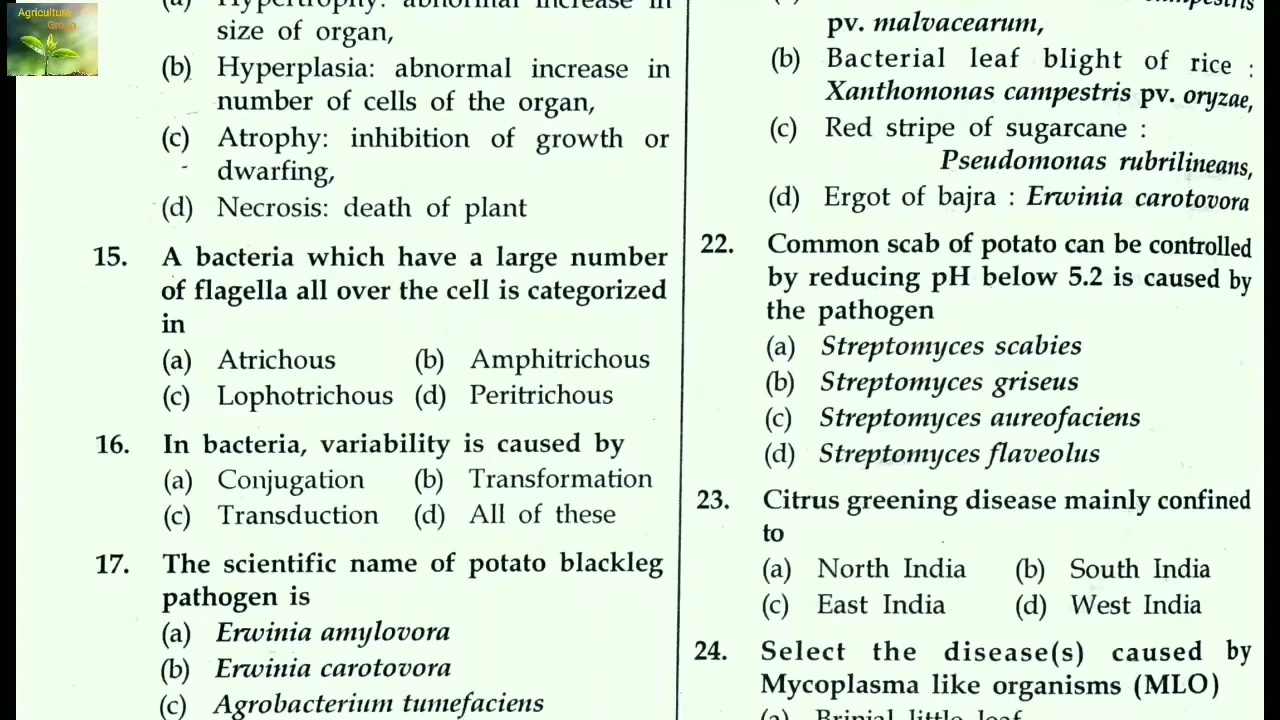 Agriculture
Group
(a) Hypertrophy: abnormal increase in
size of organ,
(b) Hyperplasia: abnormal increase in
number of cells of the organ,
(c) Atrophy: inhibition of growth or
dwarfing,
(d) Necrosis: death of plant
15. A bacteria which have a large number
of flagella all over the cell is categorized
in
(a) Atrichous (b) Amphitrichous
(c) Lophotrichous (d) Peritrichous
16. In bacteria, variability is caused by
(a) Conjugation (b) Transformation
(c) Transduction (d) All of these
17. The scientific name of potato blackleg
pathogen is
(a) Erwinia amylovora
(b) Erwinia carotovora
(c) Agrobacterium tumefaciens
pv. malvacearum,
(b) Bacterial leaf blight of rice :
Xanthomonas campestris pv. oryzae,
(c) Red stripe of sugarcane :
Pseudomonas rubrilineans,
(d) Ergot of bajra : Erwinia carotovora
22. Common scab of potato can be controlled
by reducing pH below 5.2 is caused by
the pathogen
(a) Streptomyces scabies
(b) Streptomyces griseus
(c) Streptomyces aureofaciens
(d) Streptomyces flaveolus
23. Citrus greening disease mainly confined
to
(a) North India (b) South India
(c) East India (d) West India
24. Select the disease(s) caused by
Mycoplasma like organisms (MLO)
(a) Brinjal little leaf